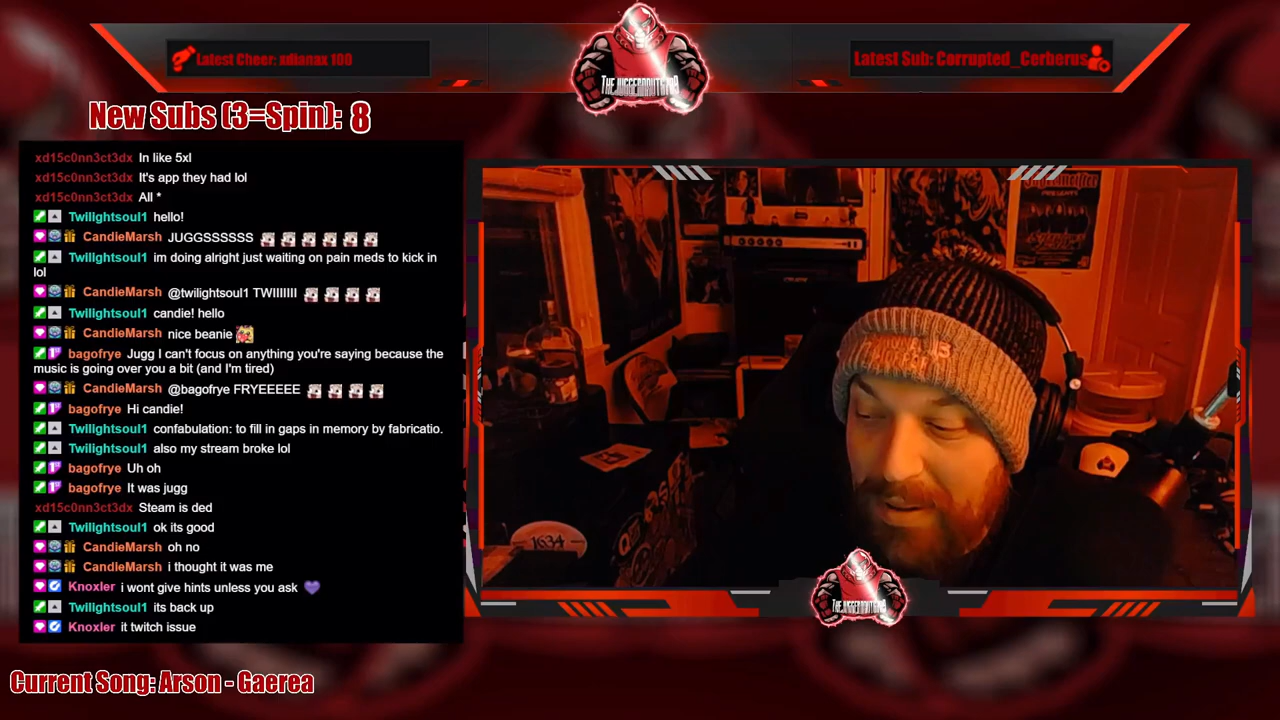 Latest Cheer: xdianax 100
Latest Sub: Corrupted_Cerberus
New Subs (3=Spin): 8
xd15c0nn3ct3dx In like 5xl
xd15c0nn3ct3dx It's app they had lol
xd15c0nn3ct3dx All *
Twilightsoul1 hello!
CandieMarsh JUGGSSSSSS
Twilightsoul1 im doing alright just waiting on pain meds to kick in
lol
CandieMarsh @twilightsoul1 TWIIIIIII
Twilightsoul1 candie! hello
CandieMarsh nice beanie
bagofrye Jugg I can't focus on anything you're saying because the
music is going over you a bit (and I'm tired)
CandieMarsh @bagofrye FRYEEEEE
bagofrye Hi candie!
Twilightsoul1 confabulation: to fill in gaps in memory by fabricatio.
Twilightsoul1 also my stream broke lol
bagofrye Uh oh
bagofrye It was jugg
xd15c0nn3ct3dx Steam is ded
Twilightsoul1 ok its good
CandieMarsh oh no
CandieMarsh i thought it was me
Knoxler i wont give hints unless you ask
Twilightsoul1 its back up
Knoxler it twitch issue
1634
Current Song: Arson - Gaerea